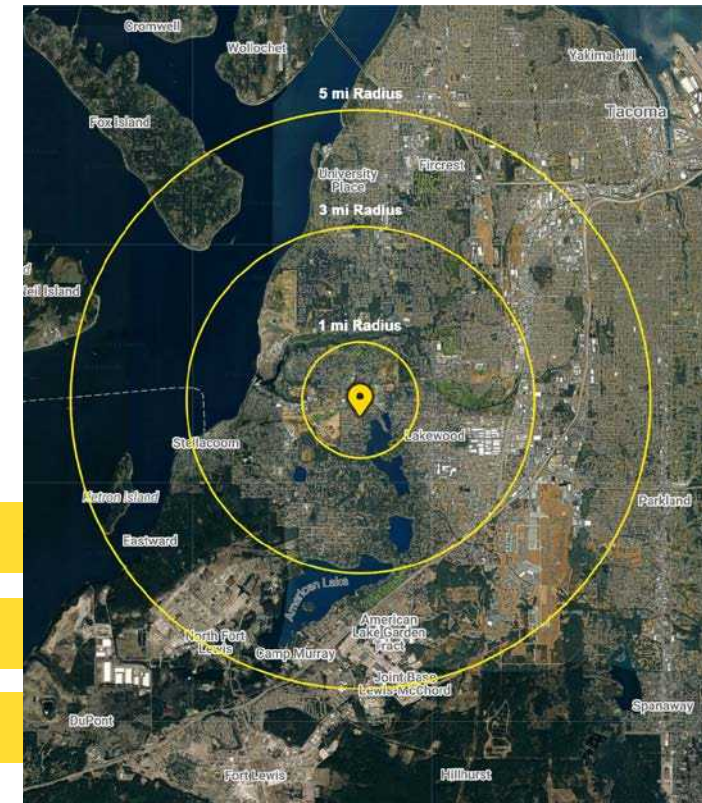 Cromwell
Wollochet
Yakima Hill
5 mi Radius
Tacoma
Fox Island
Fircrest
University
Place
3 mi Radius
eil Island
1 mi Radius
Lakewood
Steilacoom
Ketron Island
Parkland
Eastward
American Lake
American
Lake Garden
Tract
North Fort
Lewis
Camp Murray
Joint Base
Lewis-McChord
DuPont
Spanaway
Fort Lewis
Hillhurst